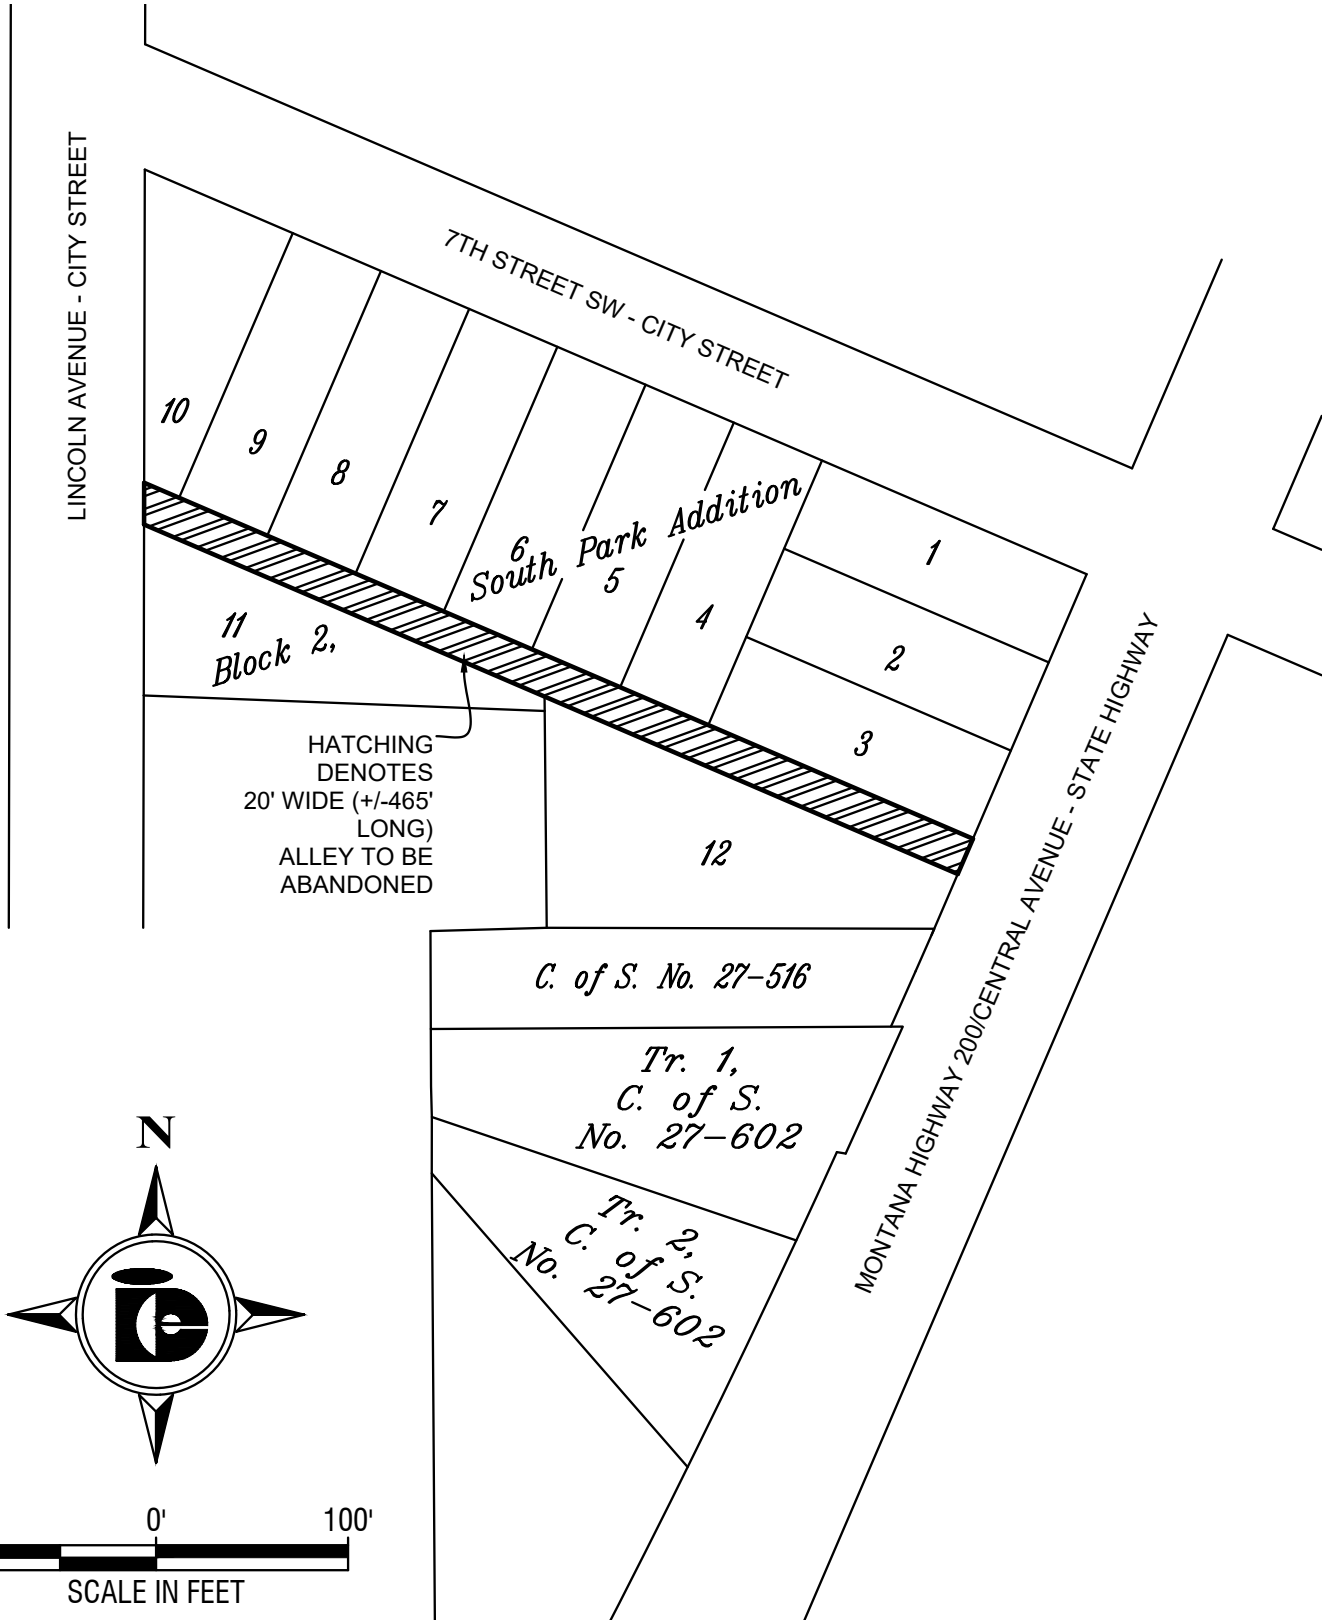 LINCOLN AVENUE - CITY STREET
7TH STREET SW - CITY STREET
10
9
8
7
6
5
4
South Park Addition
1
2
3
11
Block 2,
HATCHING
DENOTES
20' WIDE (+/-465'
LONG)
ALLEY TO BE
ABANDONED
12
MONTANA HIGHWAY 200/CENTRAL AVENUE - STATE HIGHWAY
C. of S. No. 27-516
Tr. 1,
C. of S.
No. 27-602
Tr. 2,
C. of S.
No. 27-602
N
0' 100'
SCALE IN FEET